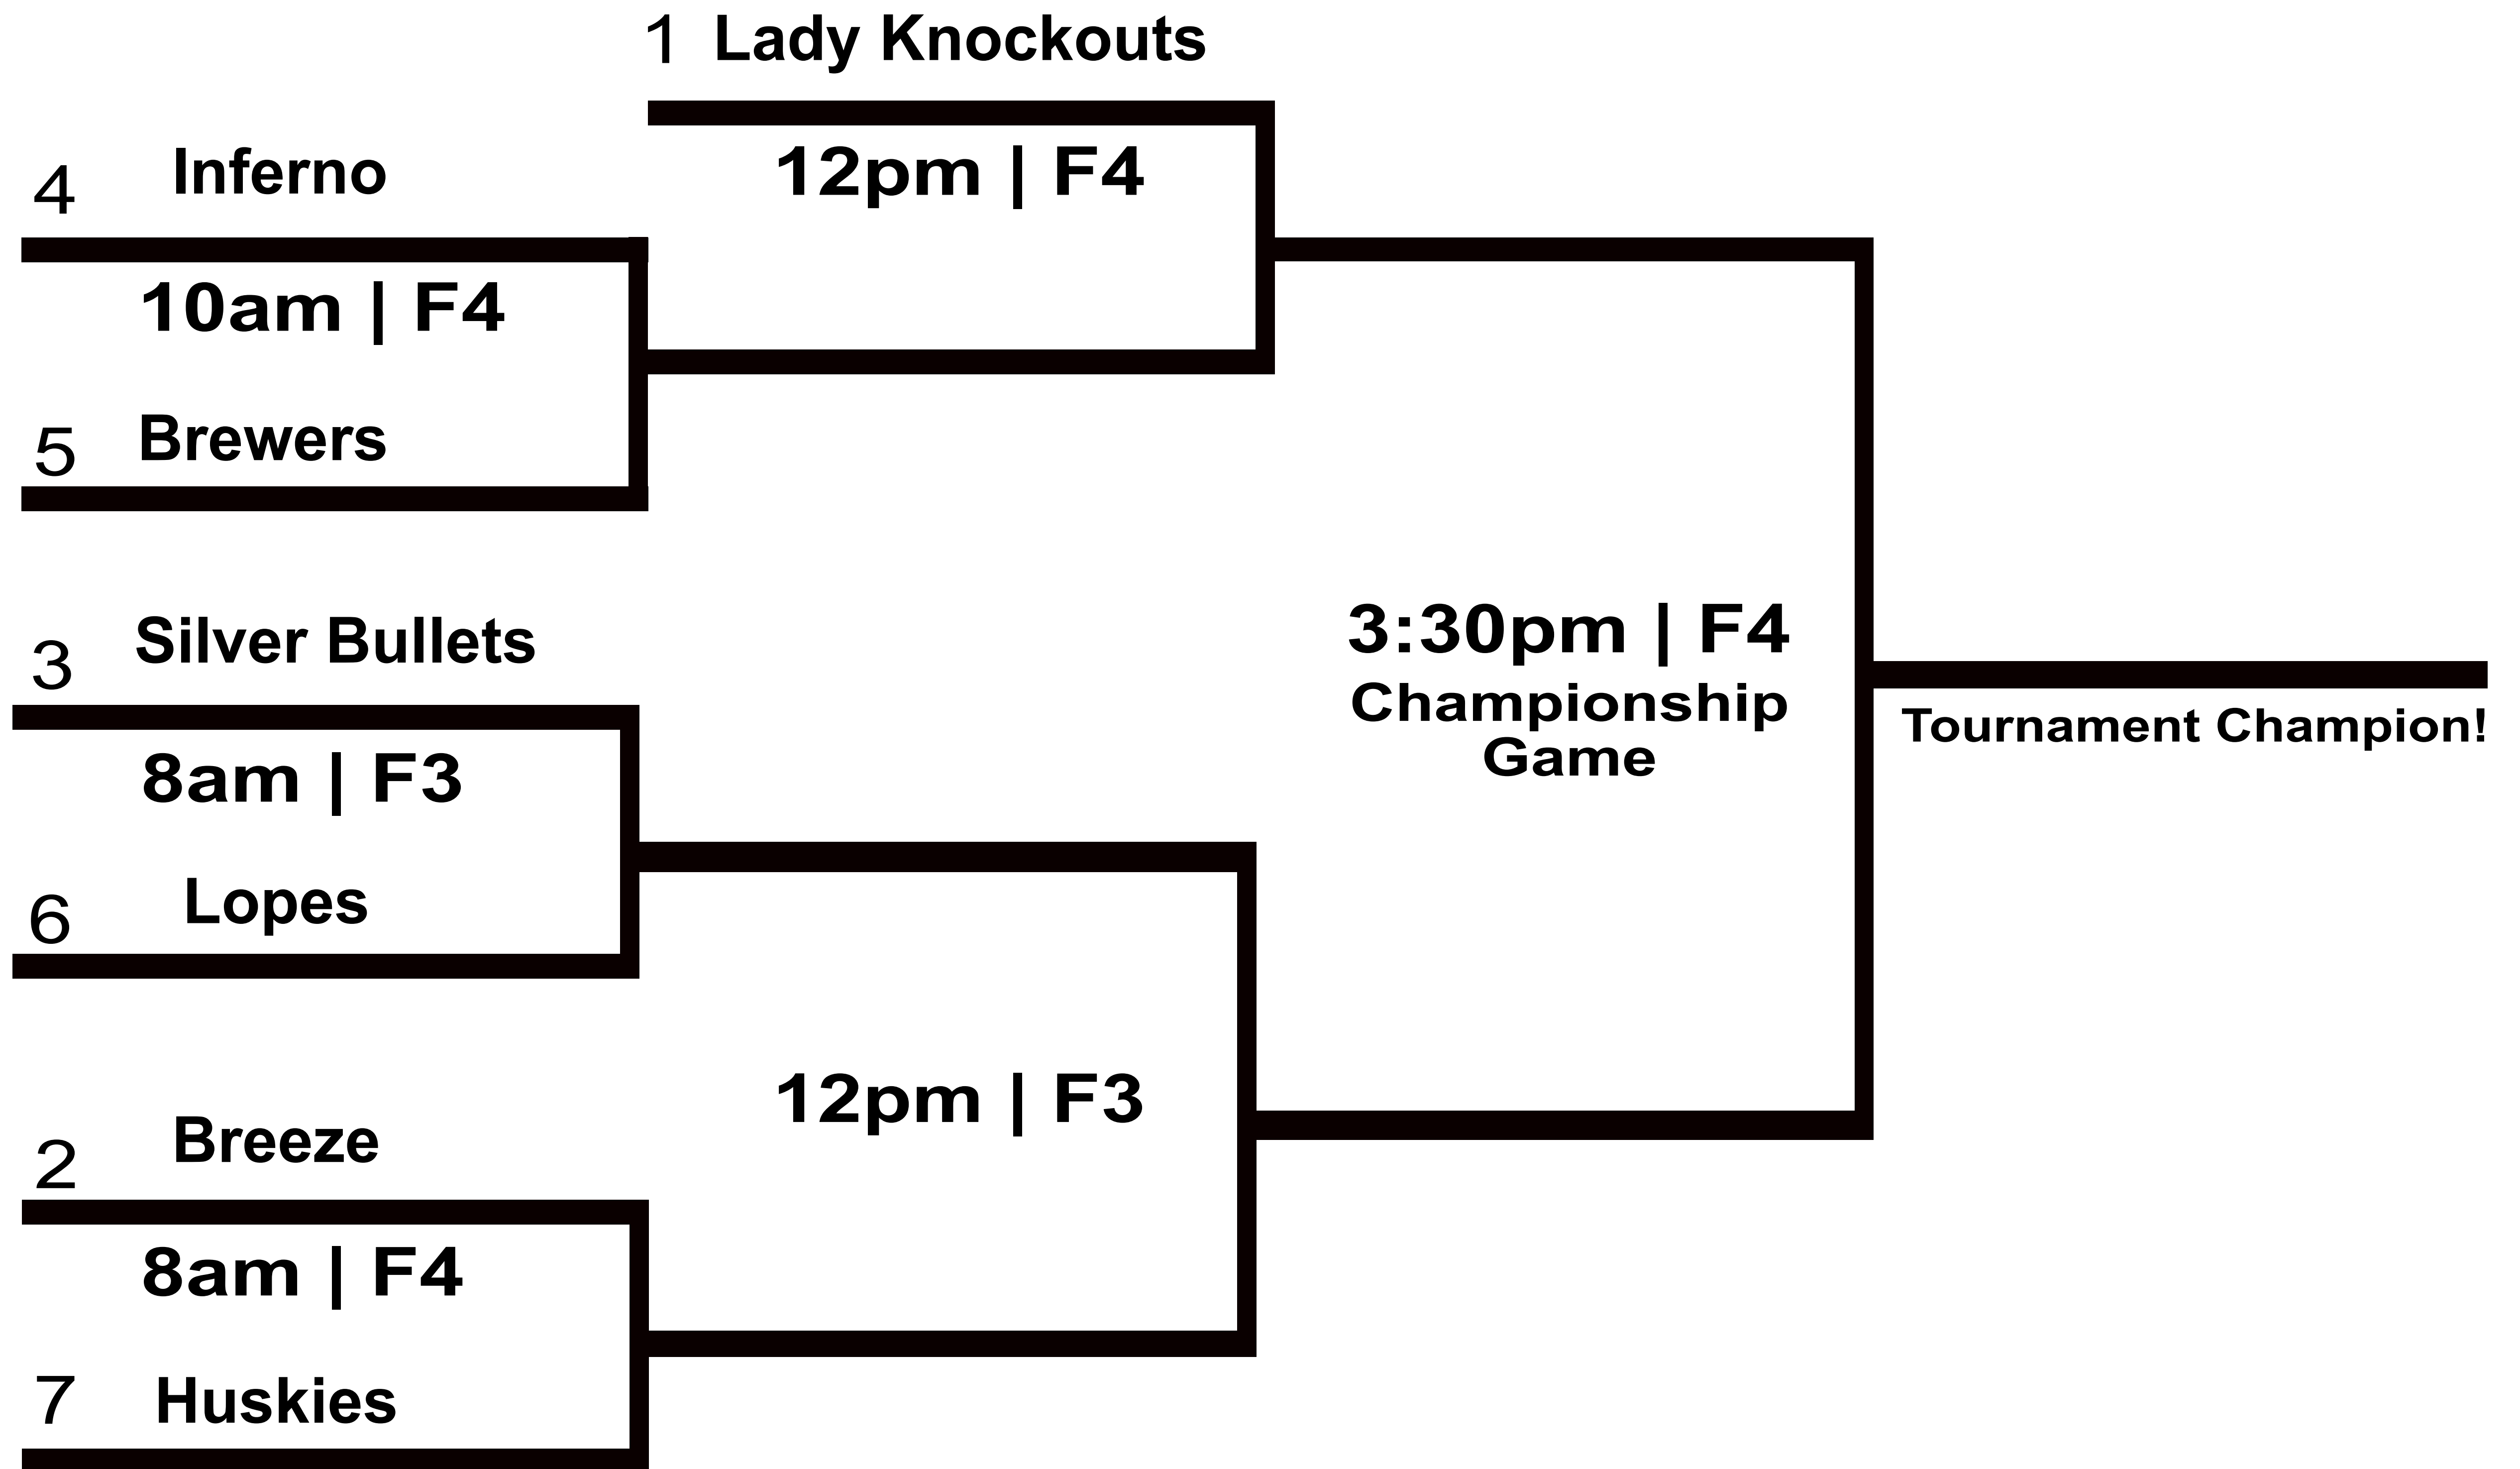 1 Lady Knockouts
12pm | F4
4 Inferno
10am | F4
5 Brewers
3 Silver Bullets
8am | F3
6 Lopes
12pm | F3
2 Breeze
8am | F4
7 Huskies
3:30pm | F4
Championship
Game
Tournament Champion!